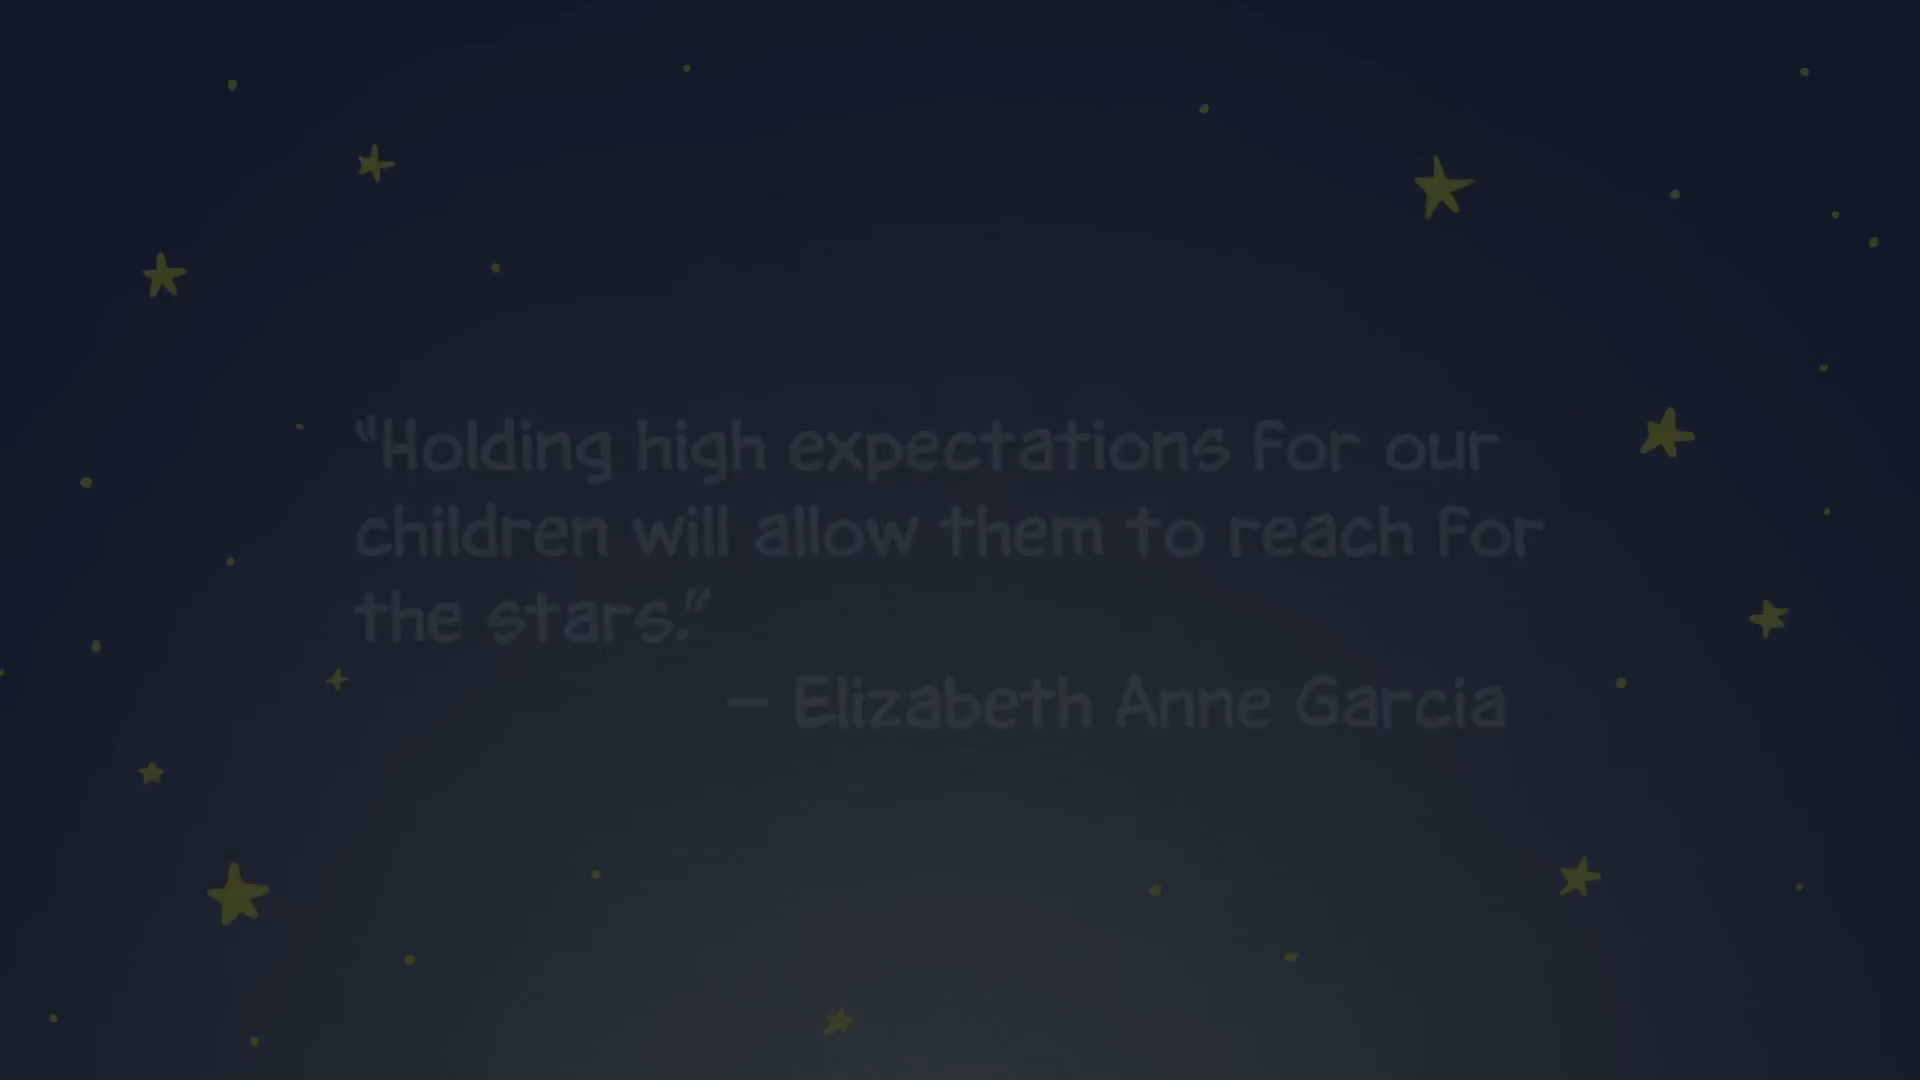 “Holding high expectations for our
children will allow them to reach for
the stars.”
— Elizabeth Anne Garcia